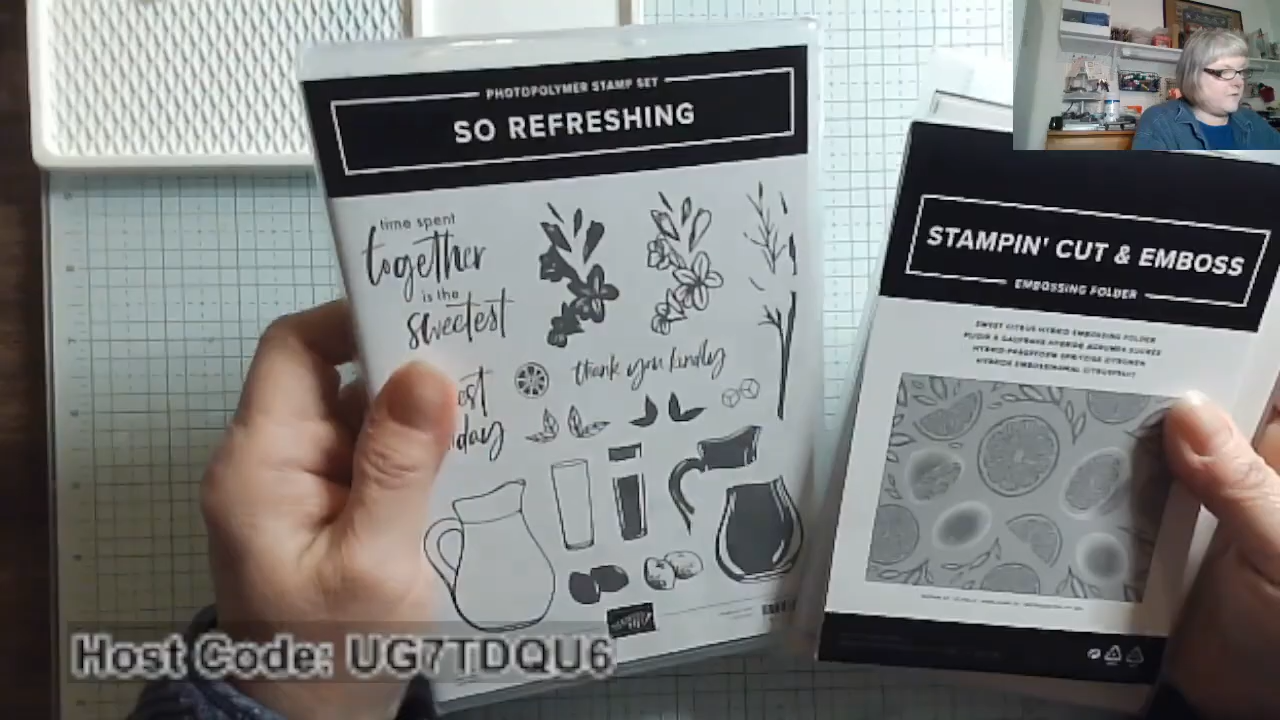 PHOTOPOLYMER STAMP SET
SO REFRESHING
time spent
together
is the
sweetest
thank you kindly
STAMPIN' CUT & EMBOSS
EMBOSSING FOLDER
SWEET CITRUS HYBRID EMBOSSING FOLDER
Host Code: UG7TDQU6